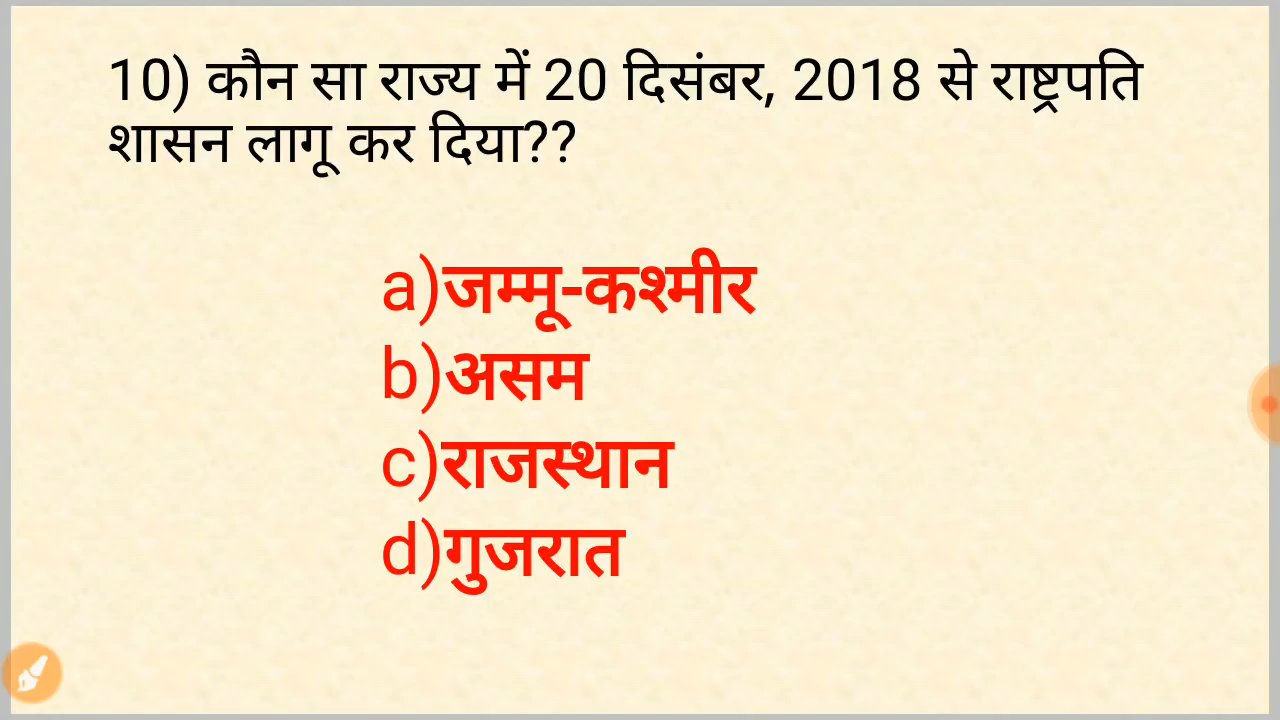 10) कौन सा राज्य में 20 दिसंबर, 2018 से राष्ट्रपति
शासन लागू कर दिया??
a)जम्मू-कश्मीर
b)असम
c)राजस्थान
d)गुजरात